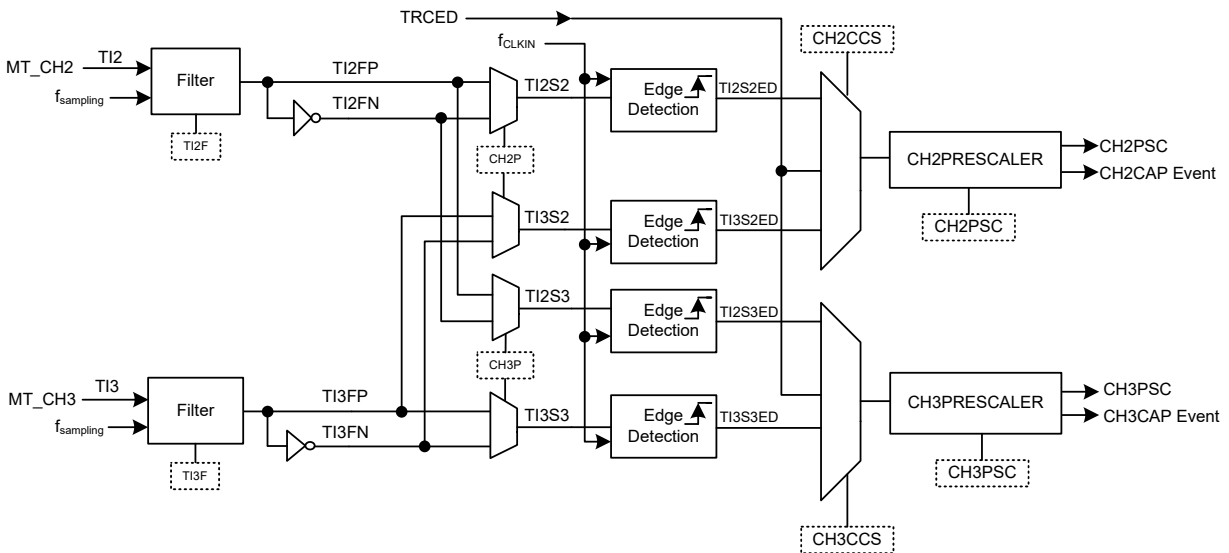 TRCED
fCLKIN
CH2CCS
MT_CH2
TI2
fsampling
Filter
TI2F
TI2FP
TI2FN
CH2P
TI2S2
Edge
Detection
TI2S2ED
CH2PRESCALER
CH2PSC
CH2CAP Event
CH2PSC
TI3S2
Edge
Detection
TI3S2ED
TI2S3
Edge
Detection
TI2S3ED
CH3P
MT_CH3
TI3
fsampling
Filter
TI3F
TI3FP
TI3FN
TI3S3
Edge
Detection
TI3S3ED
CH3PRESCALER
CH3PSC
CH3CAP Event
CH3PSC
CH3CCS